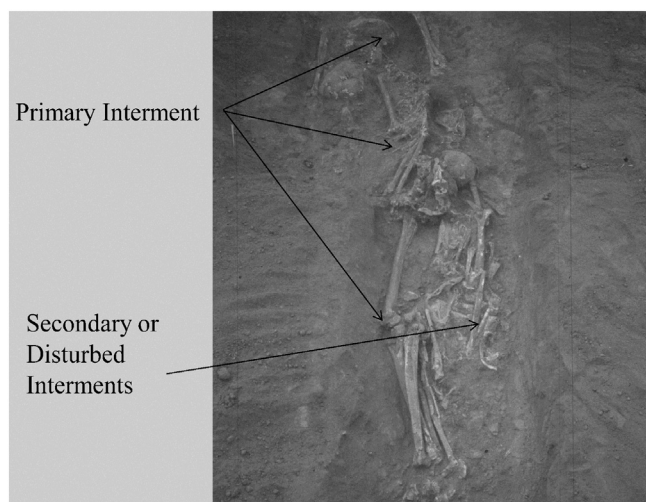 Primary Interment
Secondary or
Disturbed
Interments